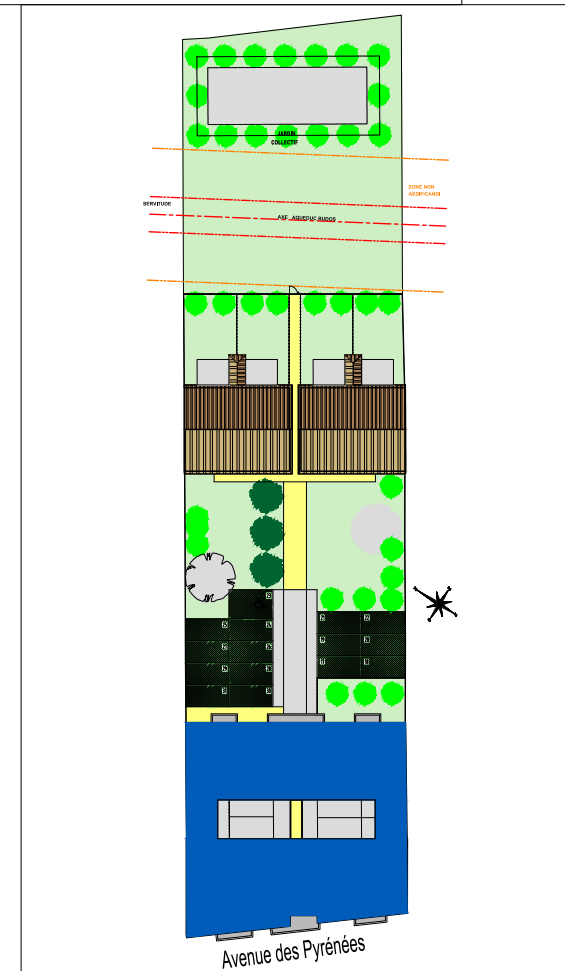 JARDIN
COLLECTIF
ZONE NON
AEDIFICANDI
SERVITUDE
AXE AQUEDUC BUDOS
Avenue des Pyrénées